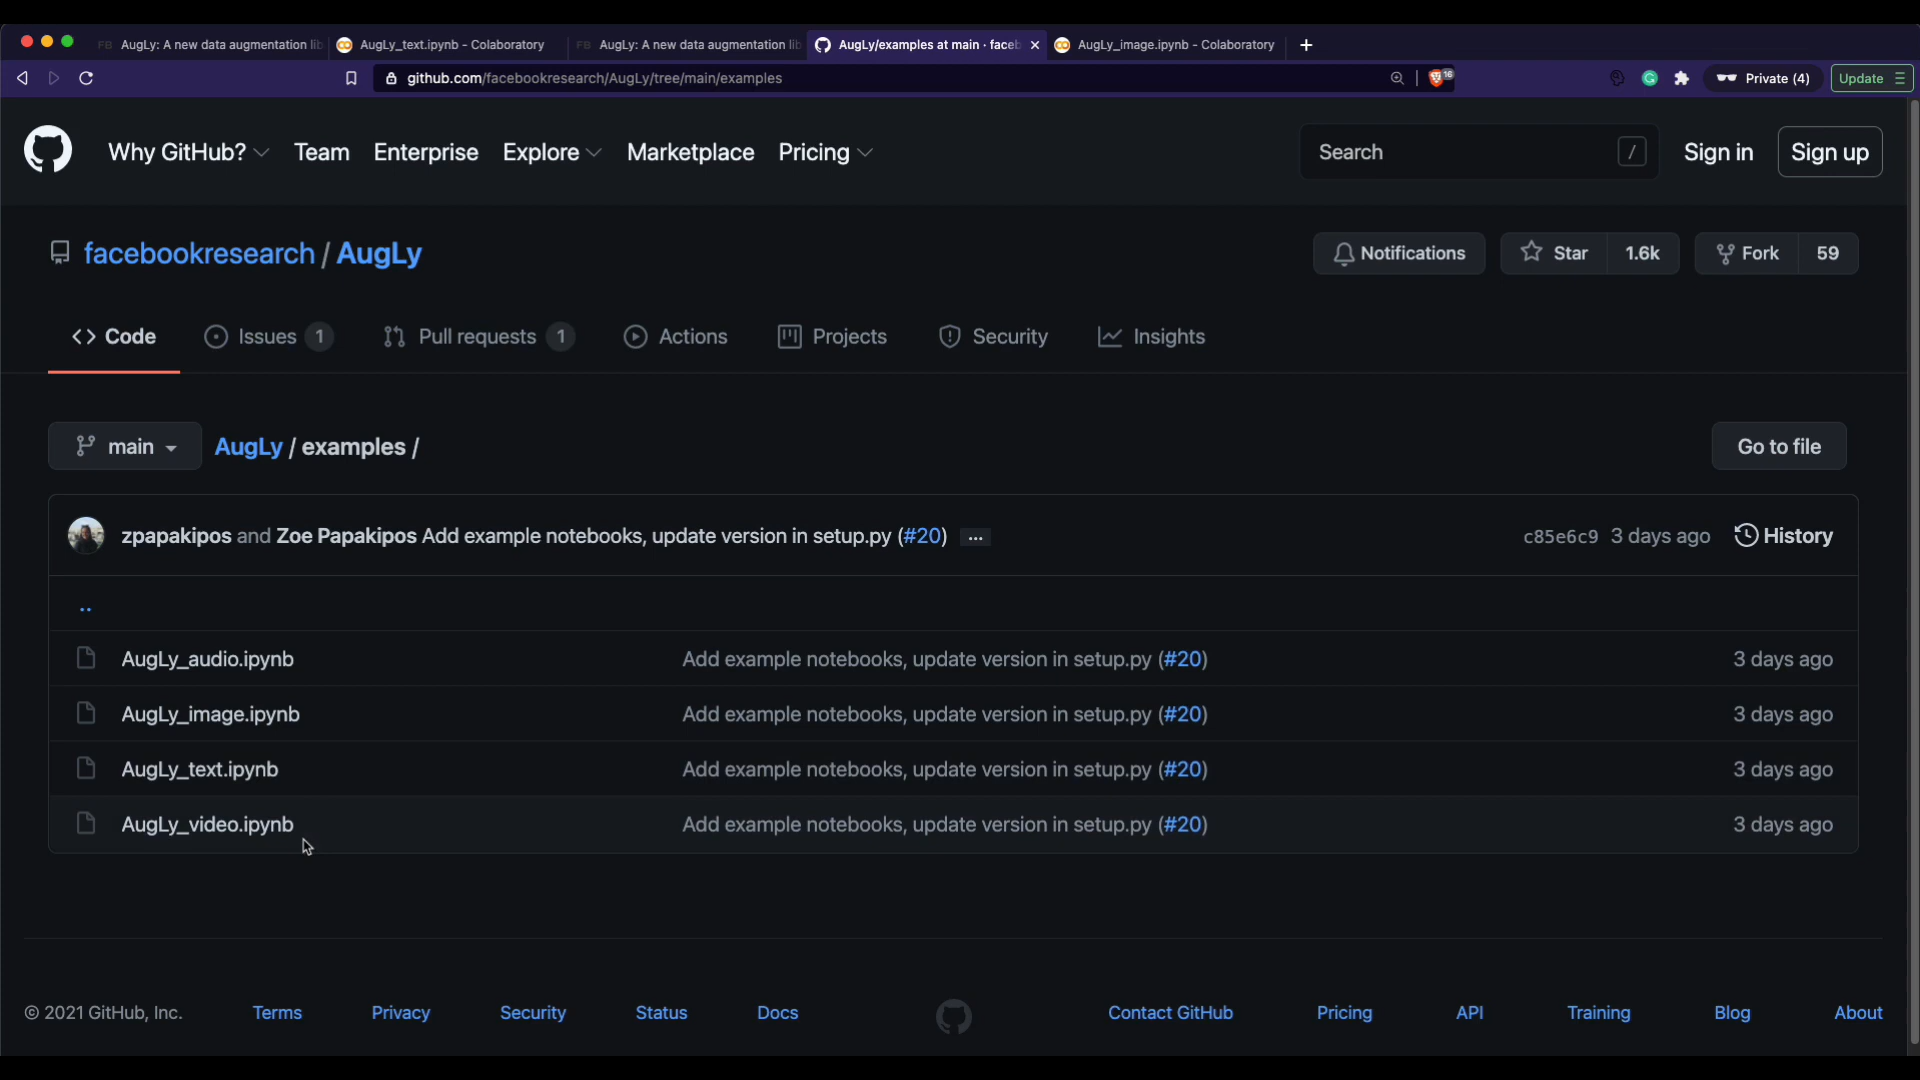 FB AugLy: A new data augmentation lib
AugLy_text.ipynb - Colaboratory
FB AugLy: A new data augmentation lib
AugLy/examples at main · faceb
AugLy_image.ipynb - Colaboratory
github.com/facebookresearch/AugLy/tree/main/examples
16
Private (4)
Update
Why GitHub? Team Enterprise Explore Marketplace Pricing
Search /
Sign in
Sign up
facebookresearch / AugLy
Notifications
Star 1.6k
Fork 59
Code
Issues 1
Pull requests 1
Actions
Projects
Security
Insights
main
AugLy / examples /
Go to file
zpapakipos and Zoe Papakipos Add example notebooks, update version in setup.py (#20) ...
c85e6c9 3 days ago History
..
AugLy_audio.ipynb Add example notebooks, update version in setup.py (#20) 3 days ago
AugLy_image.ipynb Add example notebooks, update version in setup.py (#20) 3 days ago
AugLy_text.ipynb Add example notebooks, update version in setup.py (#20) 3 days ago
AugLy_video.ipynb Add example notebooks, update version in setup.py (#20) 3 days ago
© 2021 GitHub, Inc. Terms Privacy Security Status Docs Contact GitHub Pricing API Training Blog About